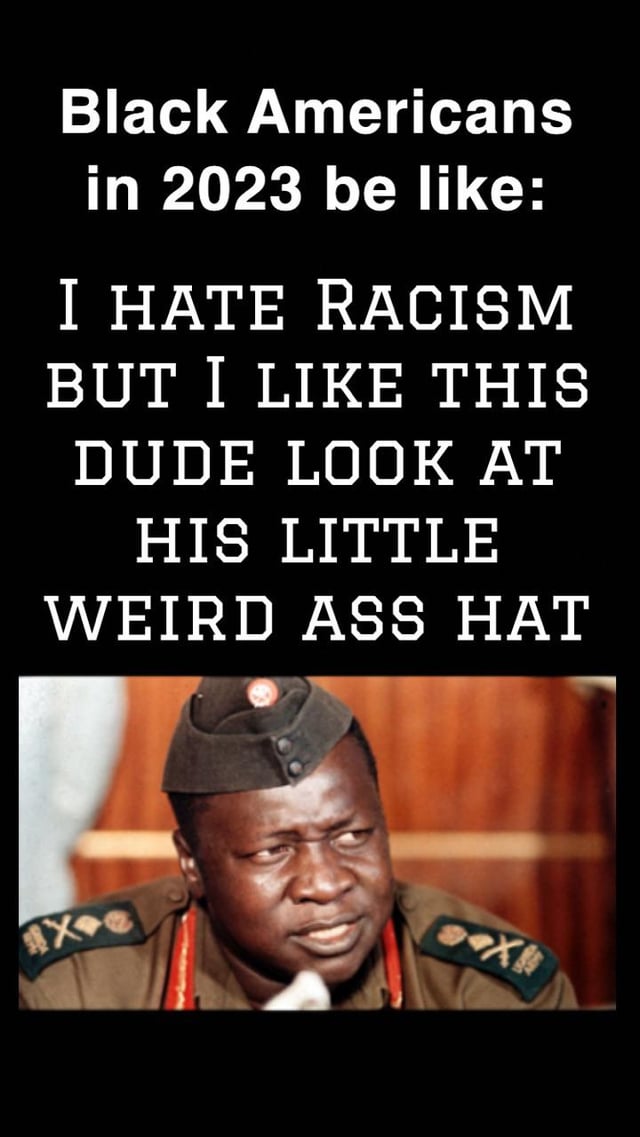 Black Americans
in 2023 be like:
I HATE RACISM
BUT I LIKE THIS
DUDE LOOK AT
HIS LITTLE
WEIRD ASS HAT